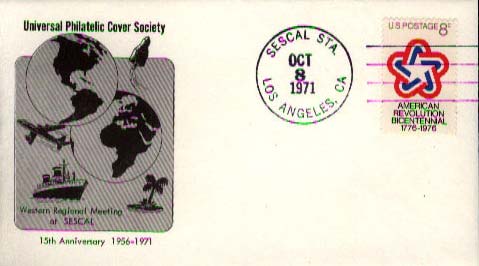 Universal Philatelic Cover Society
Western Regional Meeting
at SESCAL
15th Anniversary 1956-1971
SESCAL STA.
OCT
8
1971
LOS ANGELES, CA
U.S. POSTAGE 8c
AMERICAN
REVOLUTION
BICENTENNIAL
1776-1976